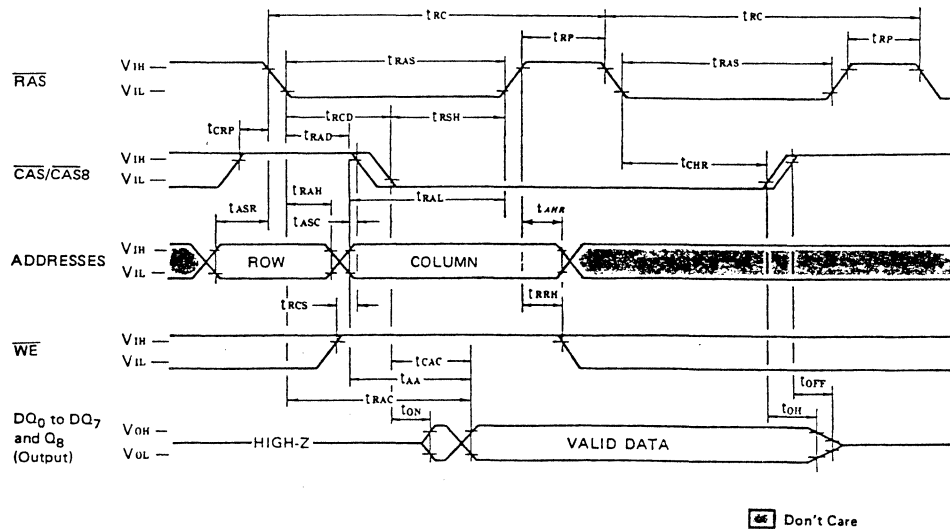 tRC tRC
tRP tRP
tRAS tRAS
RAS VIH
VIL
tRCD tRSH
tCRP tRAD
CAS/CAS8 VIH
VIL
tCHR
tRAH tRAL
tASR tASC tAHR
ADDRESSES VIH
VIL
ROW COLUMN
tRCS tRRH
WE VIH
VIL
tCAC
tAA
tOFF
tRAC
tON tOH
DQ0 to DQ7
and Q8
(Output)
VOH
VOL
HIGH-Z VALID DATA
Don't Care